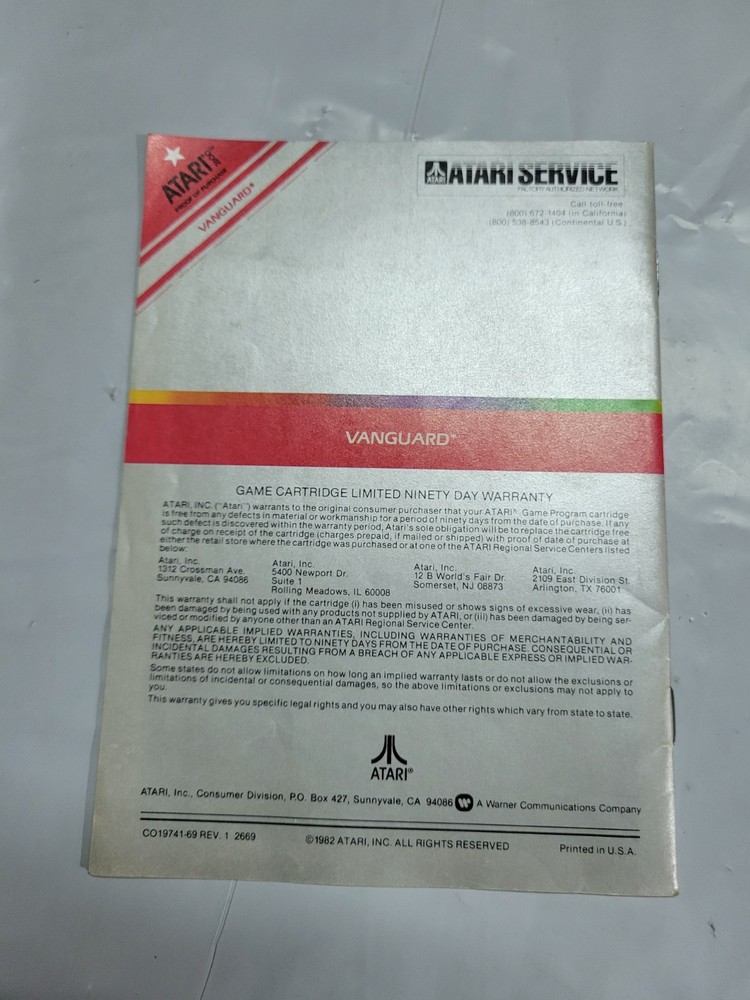 ATARI
CX 2669
PROOF OF PURCHASE
VANGUARD®
ATARI
ATARI SERVICE
FACTORY AUTHORIZED NETWORK
Call toll-free:
(800) 672-1404 (in California)
(800) 538-8543 (Continental U.S.)
VANGUARD™
GAME CARTRIDGE LIMITED NINETY DAY WARRANTY
ATARI, INC. ("Atari") warrants to the original consumer purchaser that your ATARI® Game Program cartridge
is free from any defects in material or workmanship for a period of ninety days from the date of purchase. If any
such defect is discovered within the warranty period, Atari's sole obligation will be to replace the cartridge free
of charge on receipt of the cartridge (charges prepaid, if mailed or shipped) with proof of date of purchase at
either the retail store where the cartridge was purchased or at one of the ATARI Regional Service Centers listed
below:
Atari, Inc.
1312 Crossman Ave.
Sunnyvale, CA 94086
Atari, Inc.
5400 Newport Dr.
Suite 1
Rolling Meadows, IL 60008
Atari, Inc.
12 B World's Fair Dr.
Somerset, NJ 08873
Atari, Inc.
2109 East Division St.
Arlington, TX 76001
This warranty shall not apply if the cartridge (i) has been misused or shows signs of excessive wear, (ii) has
been damaged by being used with any products not supplied by ATARI, or (iii) has been damaged by being ser-
viced or modified by anyone other than an ATARI Regional Service Center.
ANY APPLICABLE IMPLIED WARRANTIES, INCLUDING WARRANTIES OF MERCHANTABILITY AND
FITNESS, ARE HEREBY LIMITED TO NINETY DAYS FROM THE DATE OF PURCHASE. CONSEQUENTIAL OR
INCIDENTAL DAMAGES RESULTING FROM A BREACH OF ANY APPLICABLE EXPRESS OR IMPLIED WAR-
RANTIES ARE HEREBY EXCLUDED.
Some states do not allow limitations on how long an implied warranty lasts or do not allow the exclusions or
limitations of incidental or consequential damages, so the above limitations or exclusions may not apply to
you.
This warranty gives you specific legal rights and you may also have other rights which vary from state to state.
ATARI®
ATARI, Inc., Consumer Division, P.O. Box 427, Sunnyvale, CA 94086 A Warner Communications Company
CO19741-69 REV. 1 2669
©1982 ATARI, INC. ALL RIGHTS RESERVED
Printed in U.S.A.